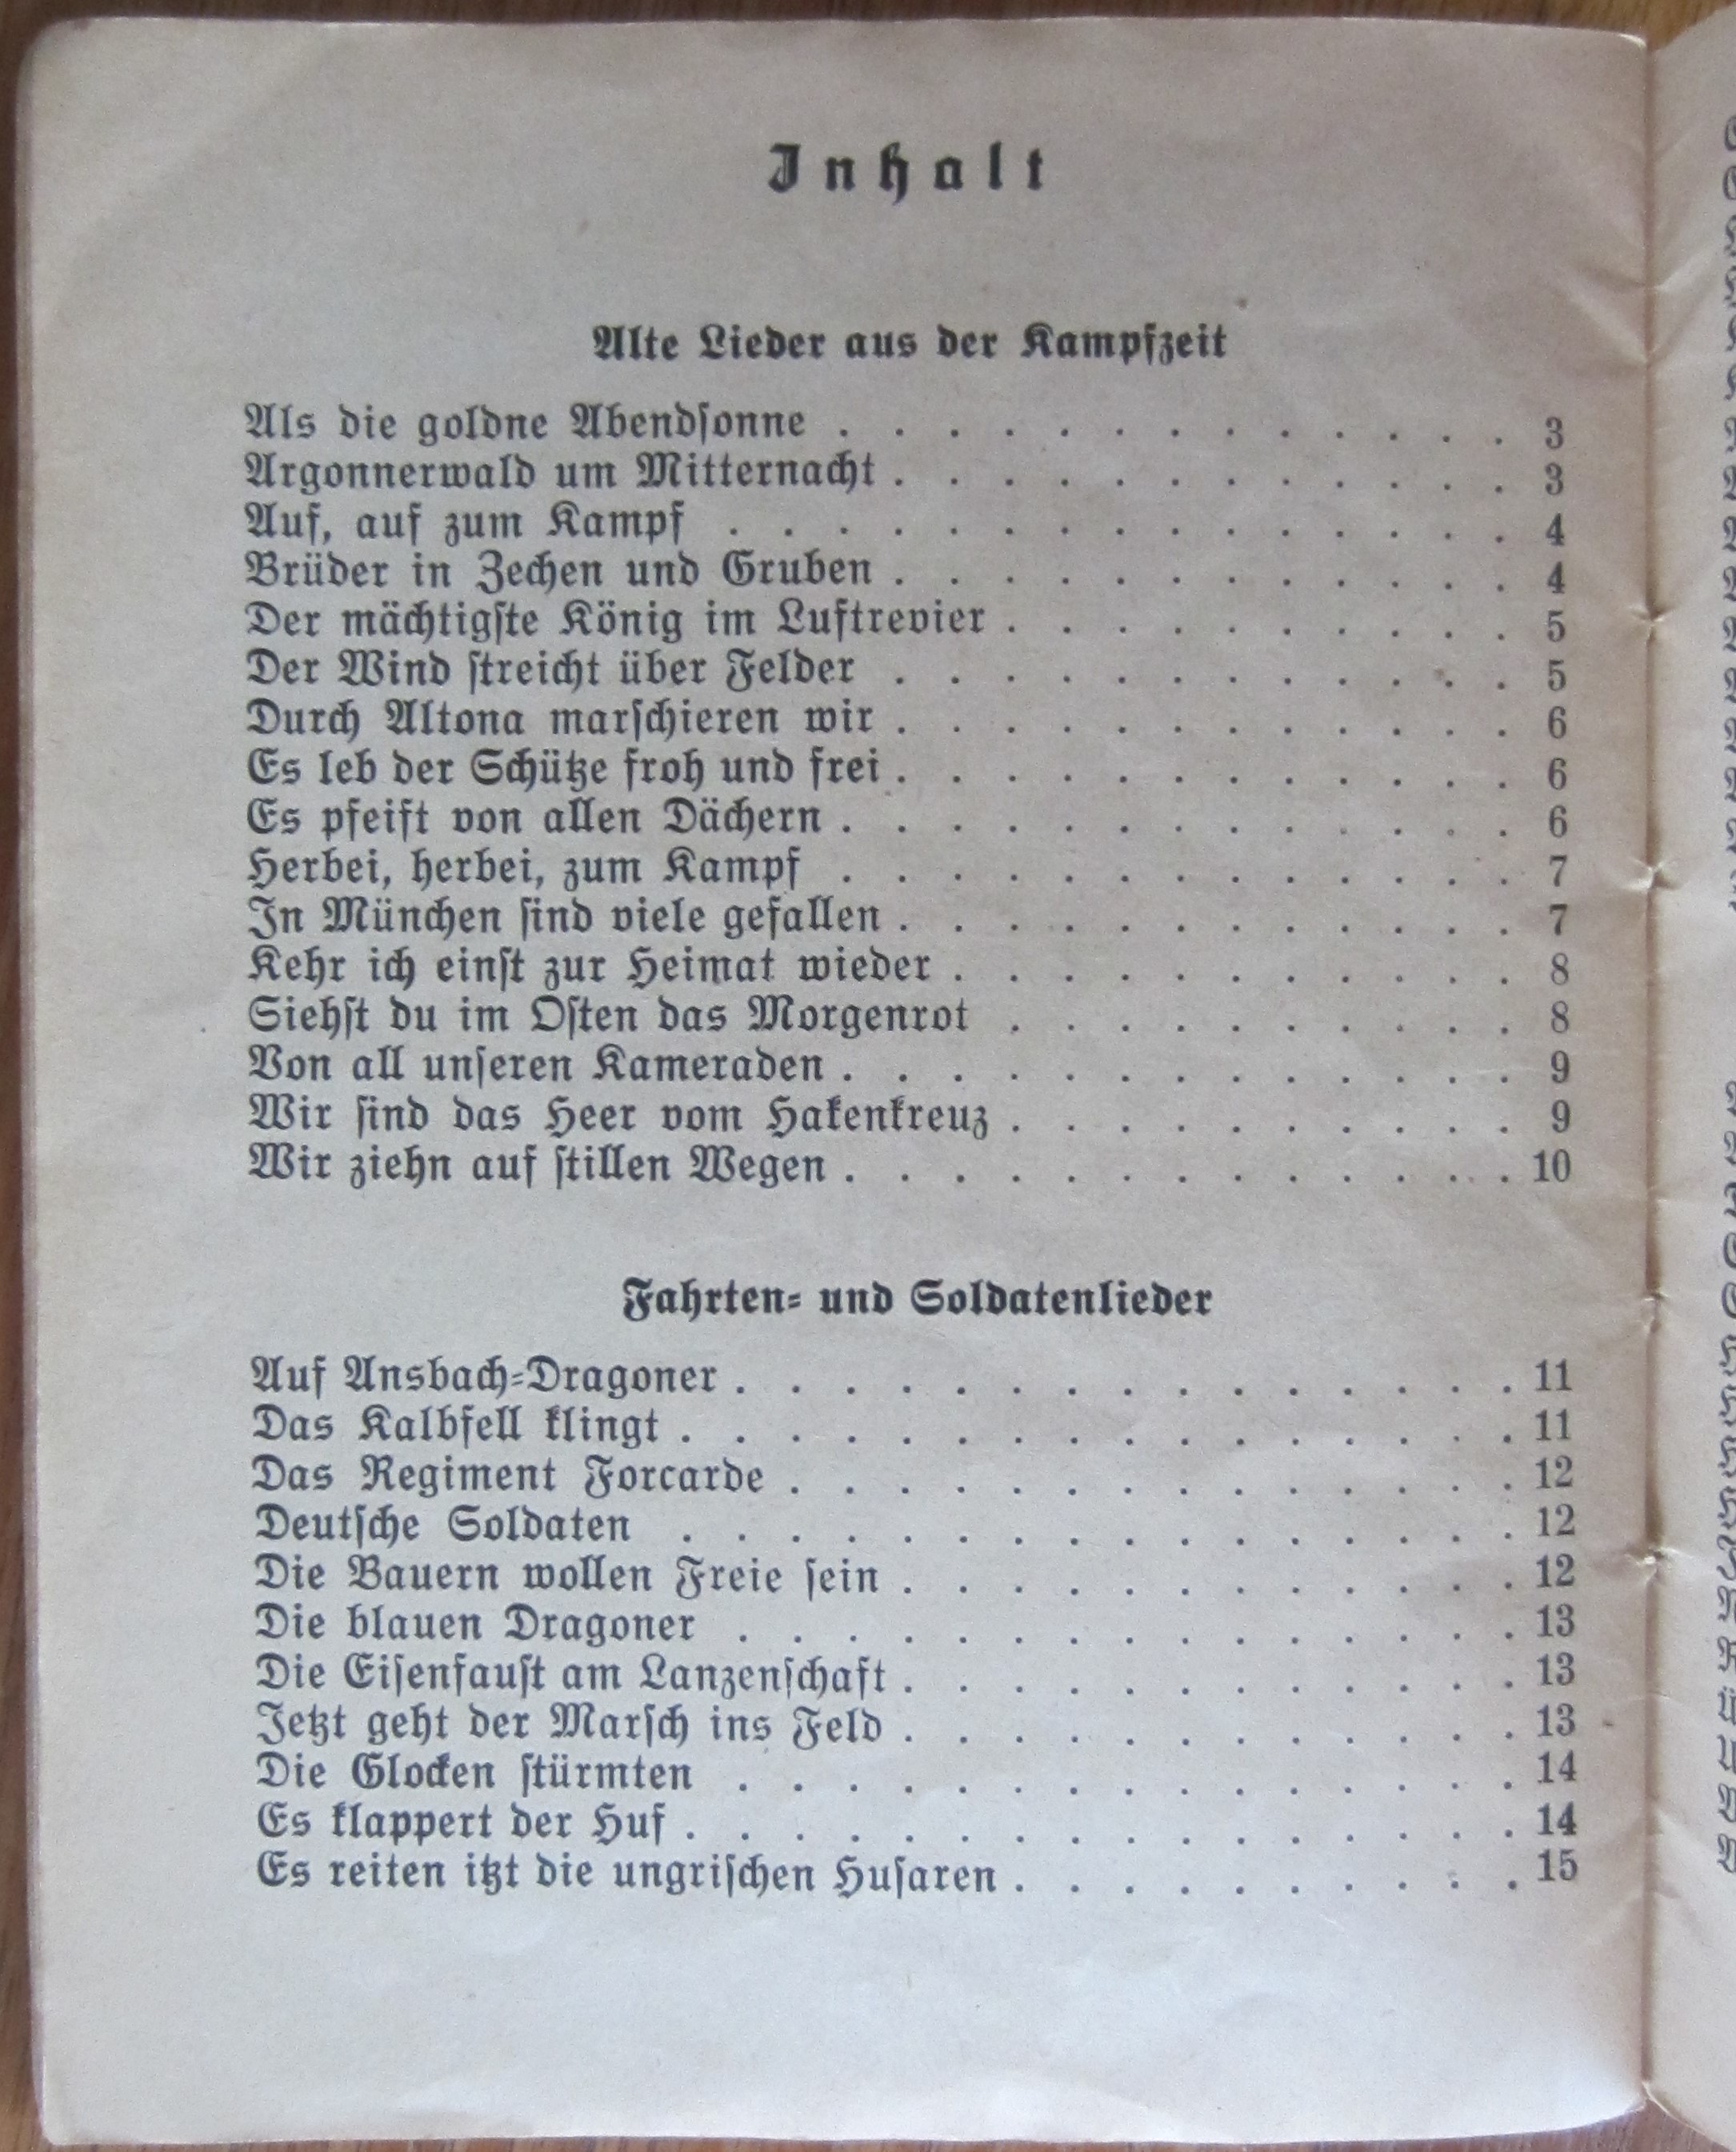 Inhalt
Alte Lieder aus der Kampfzeit
Als die goldne Abendſonne . . . . . . . . . . . . . 3
Argonnerwald um Mitternacht . . . . . . . . . . . . 3
Auf, auf zum Kampf . . . . . . . . . . . . . . . 4
Brüder in Zechen und Gruben . . . . . . . . . . . . 4
Der mächtigſte König im Luftrevier . . . . . . . . . . 5
Der Wind ſtreicht über Felder . . . . . . . . . . . . 5
Durch Altona marſchieren wir . . . . . . . . . . . . 6
Es leb der Schütze froh und frei . . . . . . . . . . . . 6
Es pfeift von allen Dächern . . . . . . . . . . . . . 6
Herbei, herbei, zum Kampf . . . . . . . . . . . . . 7
In München ſind viele gefallen . . . . . . . . . . . . 7
Kehr ich einſt zur Heimat wieder . . . . . . . . . . . 8
Siehſt du im Oſten das Morgenrot . . . . . . . . . . 8
Von all unſeren Kameraden . . . . . . . . . . . . . 9
Wir ſind das Heer vom Hakenkreuz . . . . . . . . . . 9
Wir ziehn auf ſtillen Wegen . . . . . . . . . . . . . 10
Fahrten- und Soldatenlieder
Auf Ansbach-Dragoner . . . . . . . . . . . . . . . 11
Das Kalbfell klingt . . . . . . . . . . . . . . . . 11
Das Regiment Forcarde . . . . . . . . . . . . . . 12
Deutſche Soldaten . . . . . . . . . . . . . . . . 12
Die Bauern wollen Freie ſein . . . . . . . . . . . . 12
Die blauen Dragoner . . . . . . . . . . . . . . . 13
Die Eiſenfauſt am Lanzenſchaft . . . . . . . . . . . . 13
Jetzt geht der Marſch ins Feld . . . . . . . . . . . . 13
Die Glocken ſtürmten . . . . . . . . . . . . . . . 14
Es klappert der Huf . . . . . . . . . . . . . . . . 14
Es reiten itzt die ungriſchen Huſaren . . . . . . . . . . 15